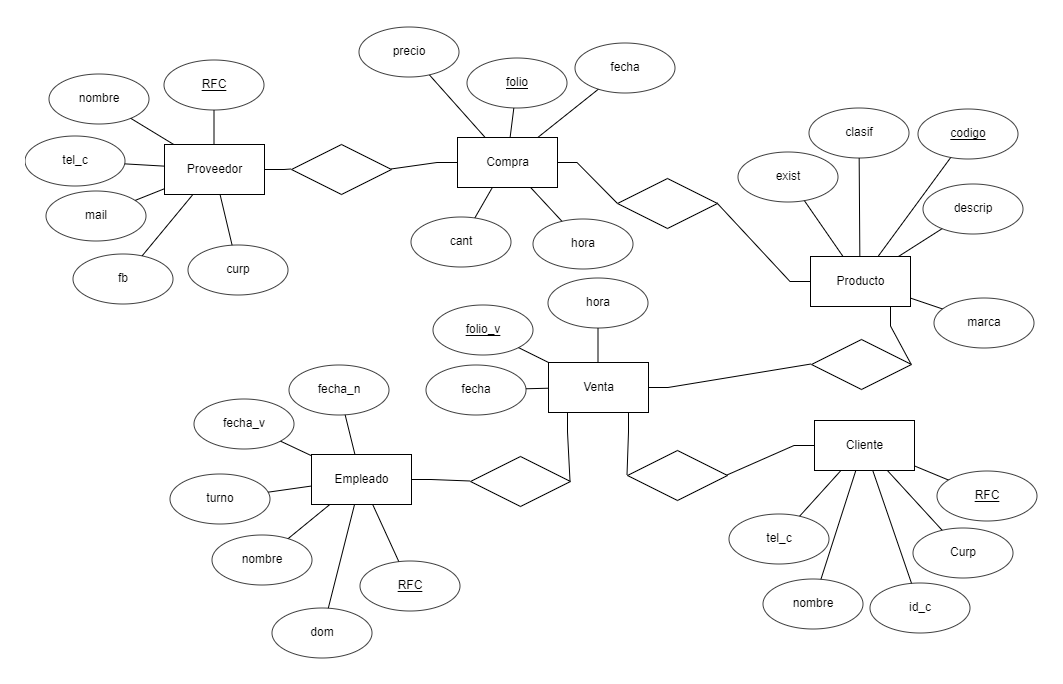 precio
folio
fecha
RFC
nombre
tel_c
Proveedor
mail
fb
curp
Compra
cant
hora
clasif
codigo
exist
descrip
Producto
marca
hora
folio_v
fecha
Venta
fecha_n
fecha_v
Empleado
turno
nombre
RFC
dom
Cliente
RFC
tel_c
Curp
nombre
id_c